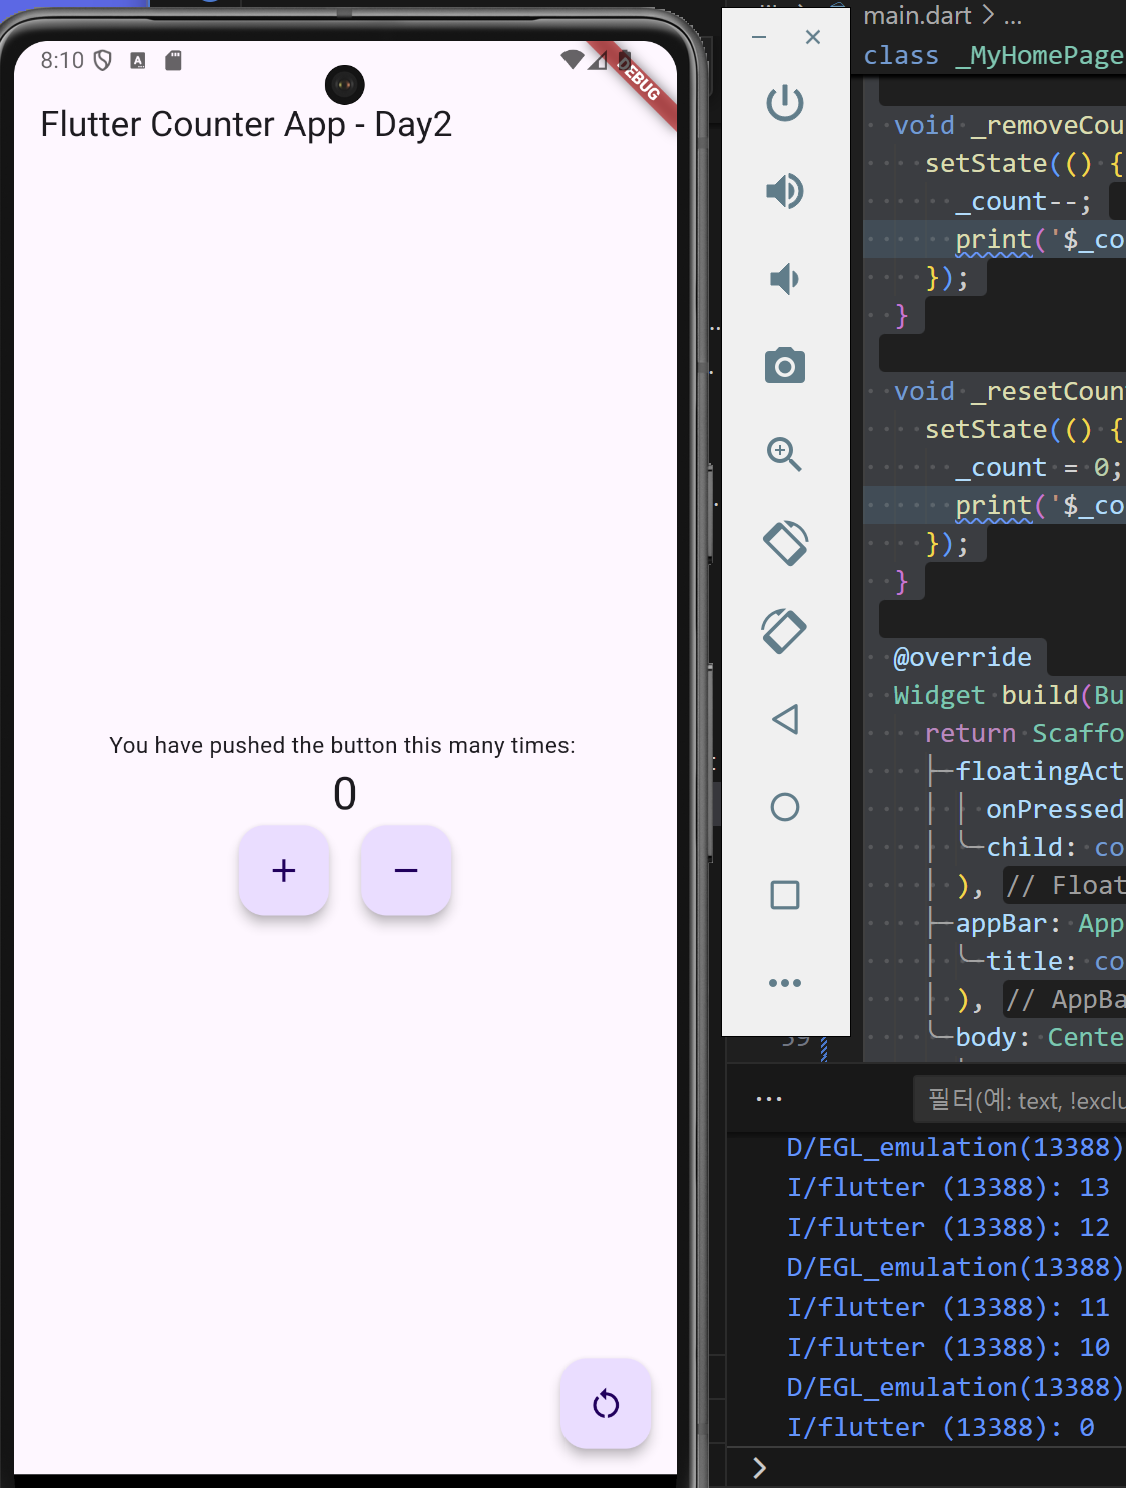 8:10
DEBUG
Flutter Counter App - Day2
You have pushed the button this many times:
0
+ −
main.dart > ...
class _MyHomePage
void _removeCou
setState(() {
_count--;
print('$_co
});
}
void _resetCoun
setState(() {
_count = 0;
print('$_co
});
}
@override
Widget build(Bu
return Scaffo
floatingAct
onPressed
child: co
), // Float
appBar: App
title: co
), // AppBa
body: Cente
59
... 필터(예: text, !exclu
D/EGL_emulation(13388)
I/flutter (13388): 13
I/flutter (13388): 12
D/EGL_emulation(13388)
I/flutter (13388): 11
I/flutter (13388): 10
D/EGL_emulation(13388)
I/flutter (13388): 0
>